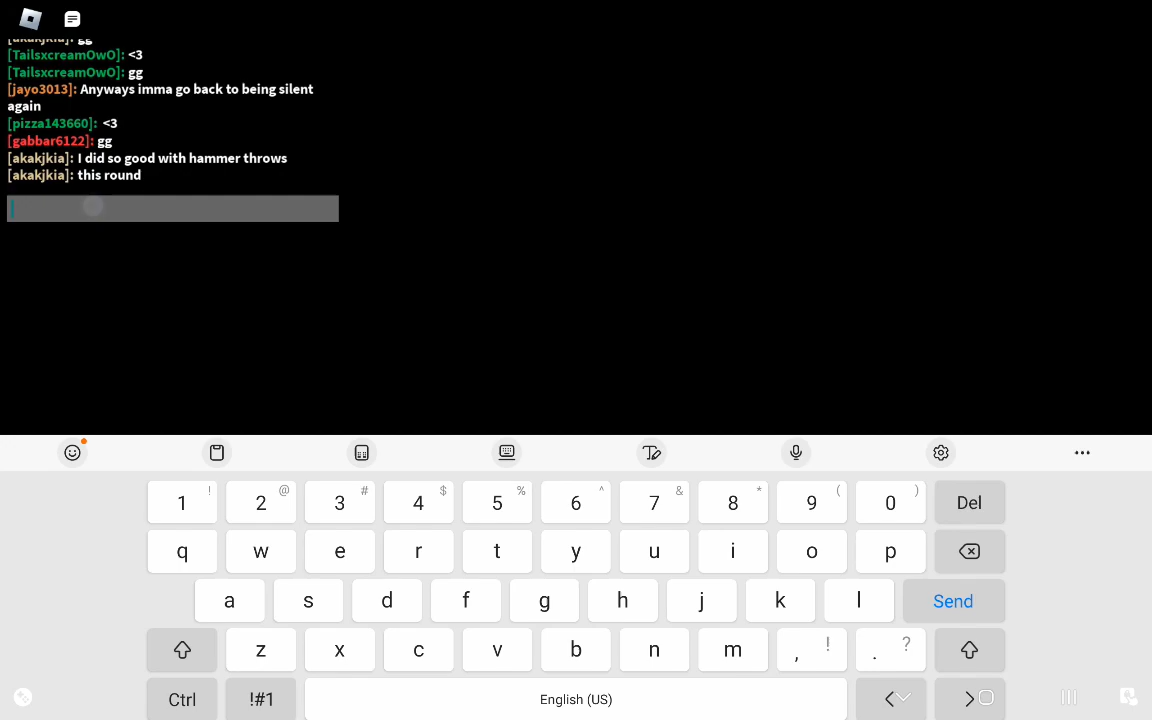 [akakjkia]: gg
[TailsxcreamOwO]: <3
[TailsxcreamOwO]: gg
[jayo3013]: Anyways imma go back to being silent
again
[pizza143660]: <3
[gabbar6122]: gg
[akakjkia]: I did so good with hammer throws
[akakjkia]: this round
1 ! 2 @ 3 # 4 $ 5 % 6 ^ 7 & 8 * 9 ( 0 ) Del
q w e r t y u i o p
a s d f g h j k l Send
z x c v b n m , ! . ?
Ctrl !#1 English (US) < >